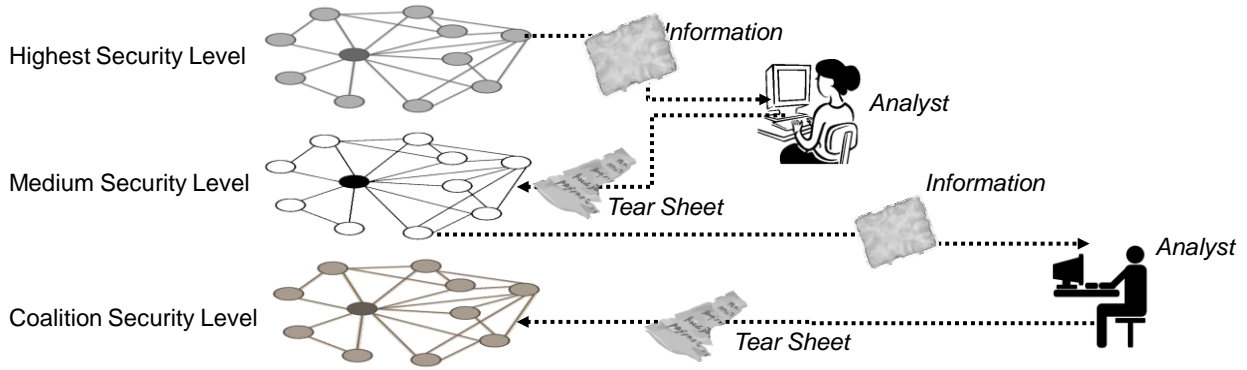 Information
Highest Security Level
Analyst
Medium Security Level
Information
Tear Sheet
Analyst
Coalition Security Level
Tear Sheet